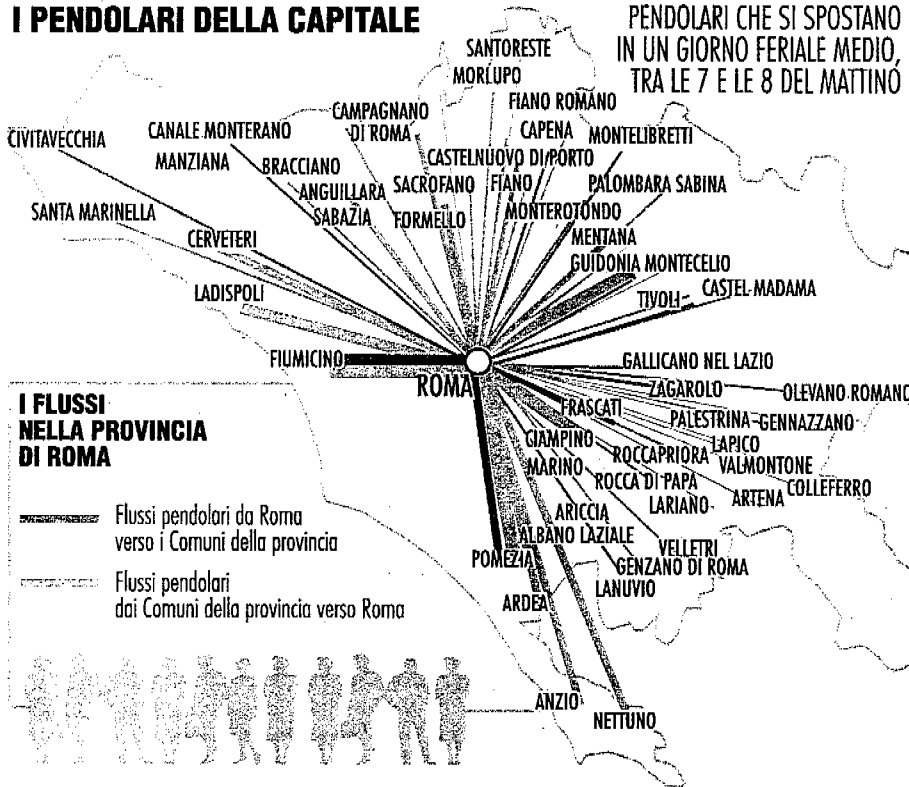 I PENDOLARI DELLA CAPITALE
PENDOLARI CHE SI SPOSTANO
IN UN GIORNO FERIALE MEDIO,
TRA LE 7 E LE 8 DEL MATTINO
SANTORESTE
MORLUPO
CAMPAGNANO
DI ROMA
FIANO ROMANO
CAPENA
MONTELIBRETTI
CIVITAVECCHIA
CANALE MONTERANO
MANZIANA
BRACCIANO
CASTELNUOVO DI PORTO
ANGUILLARA
SABAZIA
SACROFANO
FIANO
PALOMBARA SABINA
SANTA MARINELLA
FORMELLO
MONTEROTONDO
CERVETERI
MENTANA
GUIDONIA MONTECELIO
LADISPOLI
TIVOLI
CASTEL MADAMA
FIUMICINO
ROMA
GALLICANO NEL LAZIO
ZAGAROLO
OLEVANO ROMANO
FRASCATI
PALESTRINA
GENNAZZANO
CIAMPINO
LAPICO
MARINO
ROCCAPRIORA
VALMONTONE
ROCCA DI PAPA
COLLEFERRO
LARIANO
ARTENA
ARICCIA
ALBANO LAZIALE
VELLETRI
POMEZIA
GENZANO DI ROMA
LANUVIO
ARDEA
ANZIO
NETTUNO
I FLUSSI
NELLA PROVINCIA
DI ROMA
Flussi pendolari da Roma
verso i Comuni della provincia
Flussi pendolari
dai Comuni della provincia verso Roma